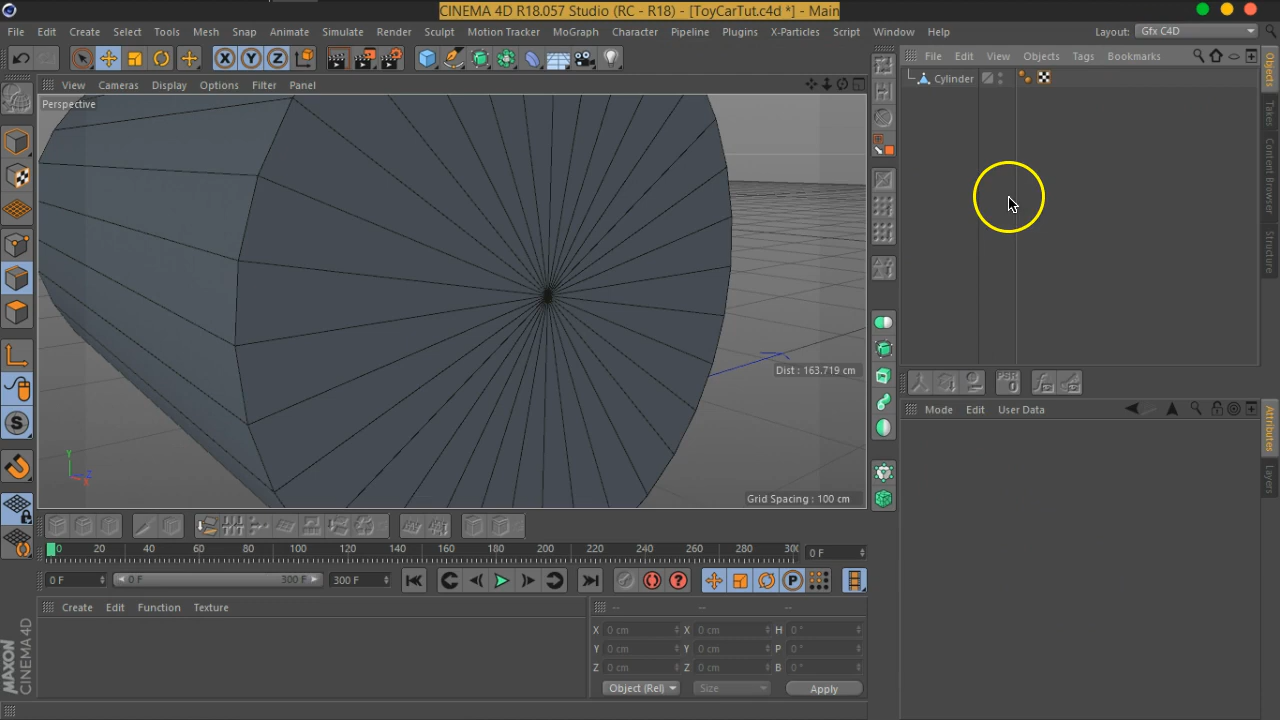 CINEMA 4D R18.057 Studio (RC - R18) - [ToyCarTut.c4d *] - Main
File Edit Create Select Tools Mesh Snap Animate Simulate Render Sculpt Motion Tracker MoGraph Character Pipeline Plugins X-Particles Script Window Help Layout: Gfx C4D
X Y Z
File Edit View Objects Tags Bookmarks
View Cameras Display Options Filter Panel
Cylinder
Perspective
Objects
Takes
Content Browser
Structure
Dist : 163.719 cm
PSR
0
Mode Edit User Data
Attributes
Layers
S
Y
Z
X
Grid Spacing : 100 cm
0 20 40 60 80 100 120 140 160 180 200 220 240 260 280 30
0 F
0 F 0 F 300 F 300 F
P
Create Edit Function Texture
-- -- --
X 0 cm X 0 cm H 0 °
Y 0 cm Y 0 cm P 0 °
Z 0 cm Z 0 cm B 0 °
Object (Rel) Size Apply
MAXON
CINEMA 4D